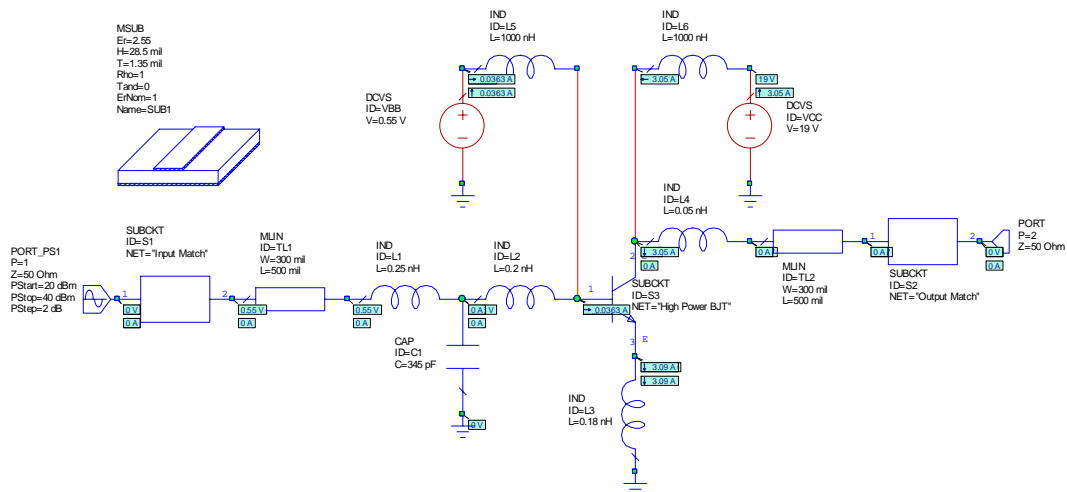 MSUB
Er=2.55
H=28.5 mil
T=1.35 mil
Rho=1
Tand=0
ErNom=1
Name=SUB1
IND
ID=L5
L=1000 nH
0.0363 A
0.0363 A
DCVS
ID=VBB
V=0.55 V
IND
ID=L6
L=1000 nH
3.05 A
19 V
3.05 A
DCVS
ID=VCC
V=19 V
PORT_PS1
P=1
Z=50 Ohm
PStart=20 dBm
PStop=40 dBm
PStep=2 dB
SUBCKT
ID=S1
NET="Input Match"
1
2
0 V
0 A
0.55 V
0 A
MLIN
ID=TL1
W=300 mil
L=500 mil
0.55 V
0 A
IND
ID=L1
L=0.25 nH
IND
ID=L2
L=0.2 nH
0 A
0 A
CAP
ID=C1
C=345 pF
0 V
1
2
3
E
0.0363 A
SUBCKT
ID=S3
NET="High Power BJT"
3.05 A
0 A
3.09 A
3.09 A
IND
ID=L3
L=0.18 nH
IND
ID=L4
L=0.05 nH
0 A
MLIN
ID=TL2
W=300 mil
L=500 mil
0 A
0 A
1
2
SUBCKT
ID=S2
NET="Output Match"
0 V
0 A
PORT
P=2
Z=50 Ohm